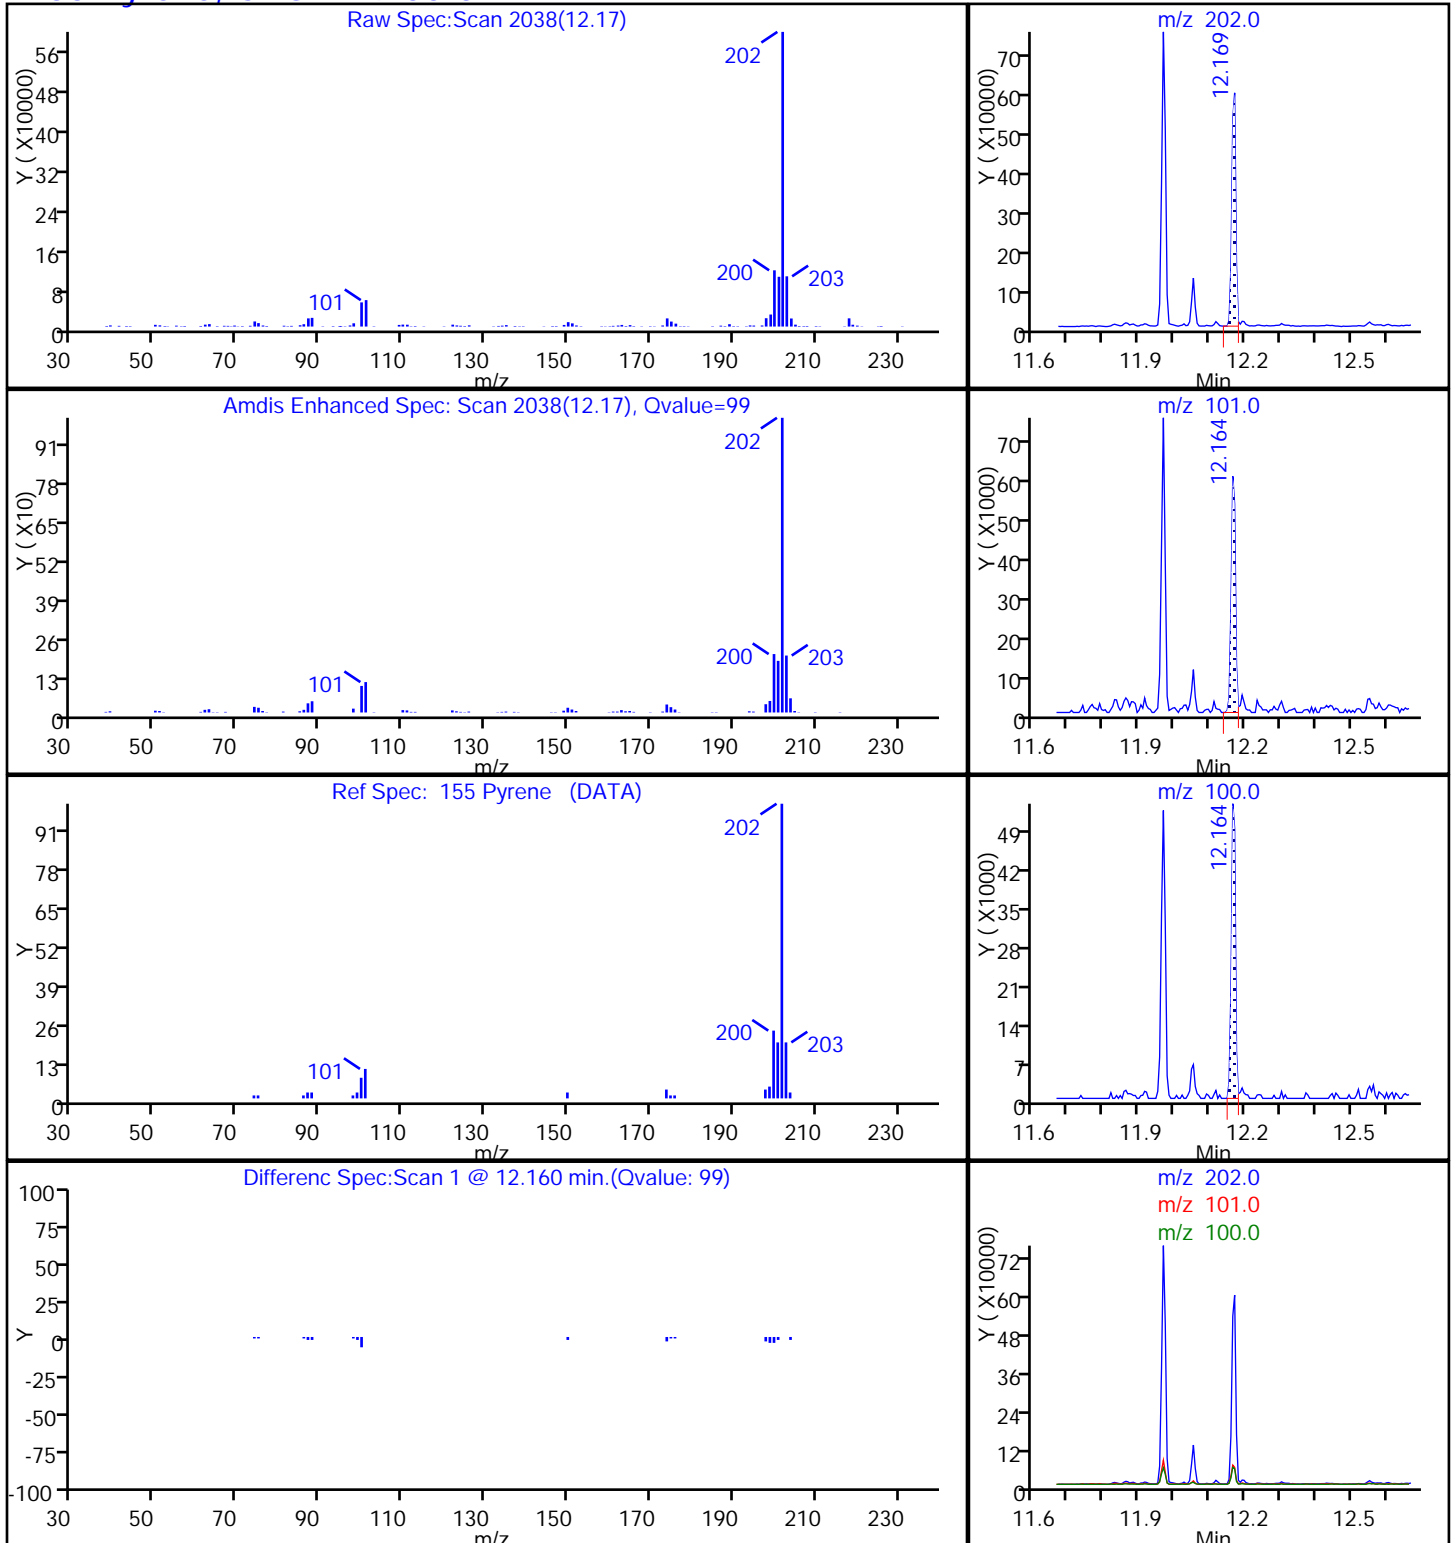 Raw Spec:Scan 2038(12.17)
Y ( X10000)
56
48
40
32
24
16
8
0
202
200
203
101
30 50 70 90 110 130 150 170 190 210 230
m/z
m/z 202.0
Y ( X10000)
70
60
50
40
30
20
10
0
12.169
11.6 11.9 12.2 12.5
Min
Amdis Enhanced Spec: Scan 2038(12.17), Qvalue=99
Y ( X10)
91
78
65
52
39
26
13
0
202
200
203
101
30 50 70 90 110 130 150 170 190 210 230
m/z
m/z 101.0
Y ( X1000)
70
60
50
40
30
20
10
0
12.164
11.6 11.9 12.2 12.5
Min
Ref Spec: 155 Pyrene (DATA)
Y
91
78
65
52
39
26
13
0
202
200
203
101
30 50 70 90 110 130 150 170 190 210 230
m/z
m/z 100.0
Y ( X1000)
49
42
35
28
21
14
7
0
12.164
11.6 11.9 12.2 12.5
Min
Differenc Spec:Scan 1 @ 12.160 min.(Qvalue: 99)
Y
100
75
50
25
0
-25
-50
-75
-100
30 50 70 90 110 130 150 170 190 210 230
m/z
m/z 202.0
m/z 101.0
m/z 100.0
Y ( X10000)
72
60
48
36
24
12
0
11.6 11.9 12.2 12.5
Min